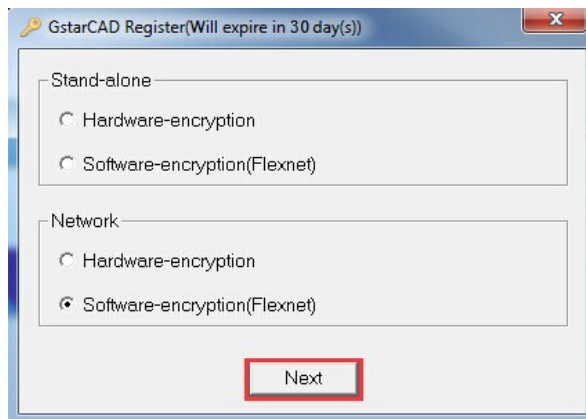 GstarCAD Register(Will expire in 30 day(s))
Stand-alone
Hardware-encryption
Software-encryption(Flexnet)
Network
Hardware-encryption
Software-encryption(Flexnet)
Next